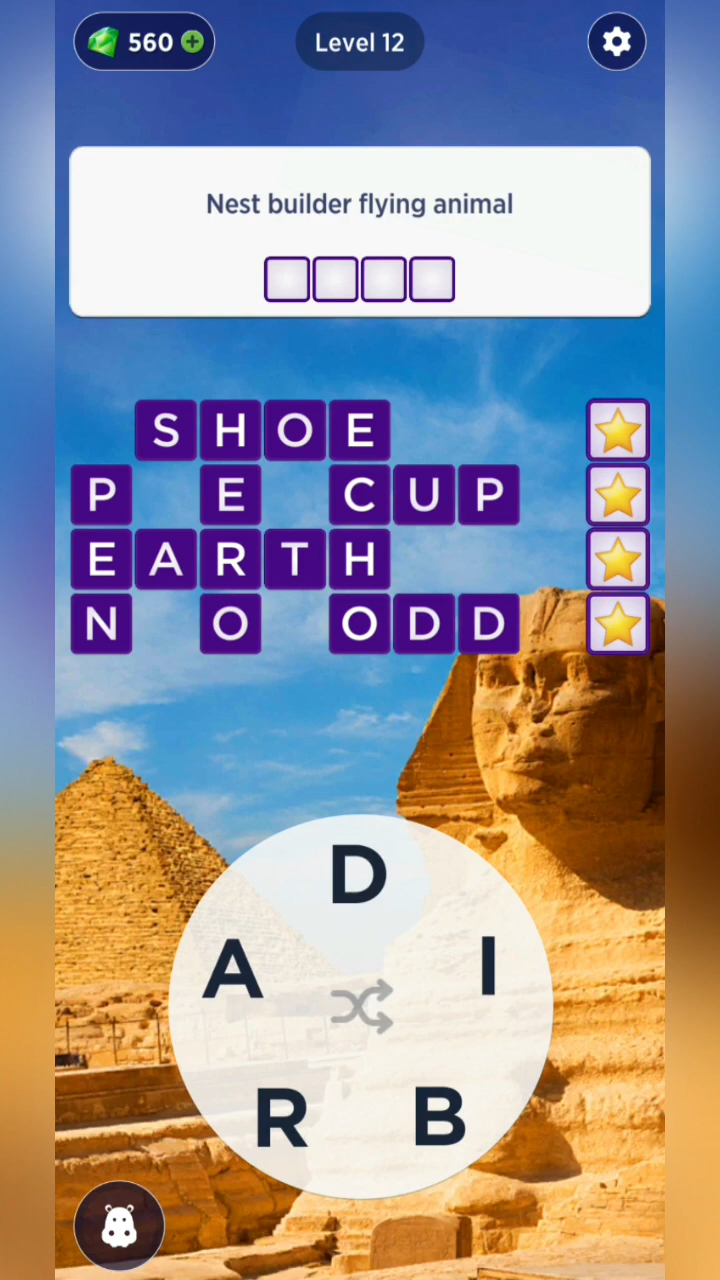 560
Level 12
Nest builder flying animal
SHOE
P E CUP
EARTH
N O ODD
D
A I
R B